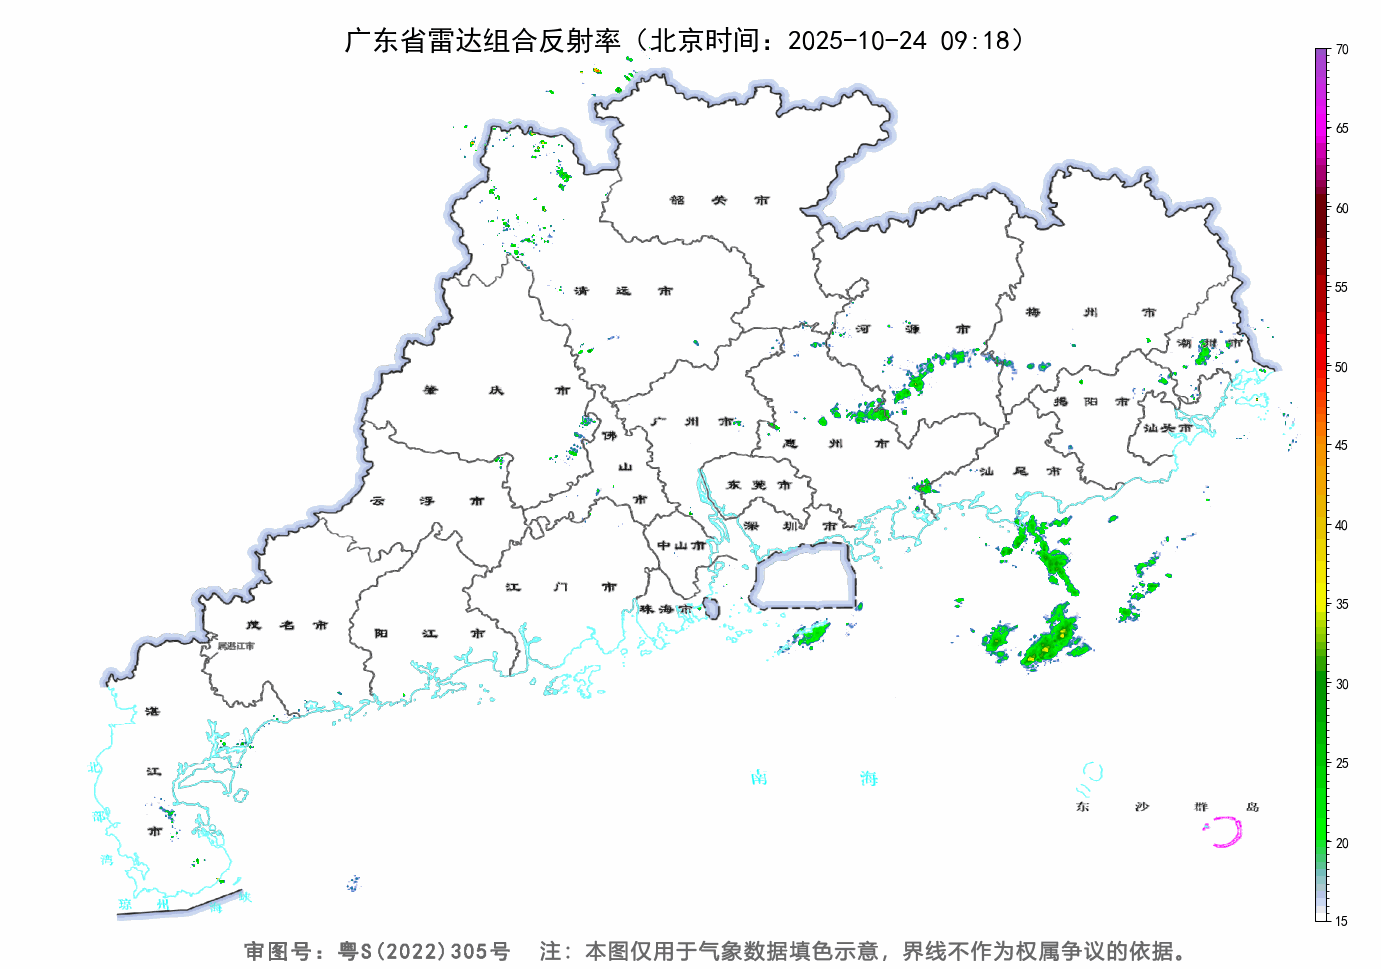 广东省雷达组合反射率（北京时间：2025-10-24 09:18）
70
65
60
55
50
45
40
35
30
25
20
15
韶关市
清远市
河源市
梅州市
潮州市
肇庆市
广州市
惠州市
揭阳市
汕头市
佛山市
东莞市
汕尾市
云浮市
深圳市
中山市
江门市
珠海市
茂名市
阳江市
属湛江市
湛江市
北部湾
琼州海峡
南海
东沙群岛
审图号：粤S(2022)305号 注：本图仅用于气象数据填色示意，界线不作为权属争议的依据。